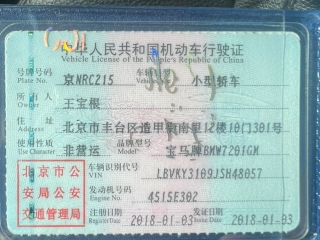 中华人民共和国机动车行驶证
Vehicle License of the People's Republic of China
号牌号码 京NRC215 车辆类型 小型轿车
Plate No. Vehicle
所有人 王宝根
Owner
住址 北京市丰台区造甲南里12楼10门301号
Address
使用性质 非营运 品牌型号 宝马牌BMW7201GM
Use Character
北京市公安局公安交通管理局
车辆识别代号 LBVKY3109JSH48057
VIN
发动机号码 4515E302
Engine No.
注册日期 2018-01-03 发证日期 2018-01-03
Register Date Issue Date